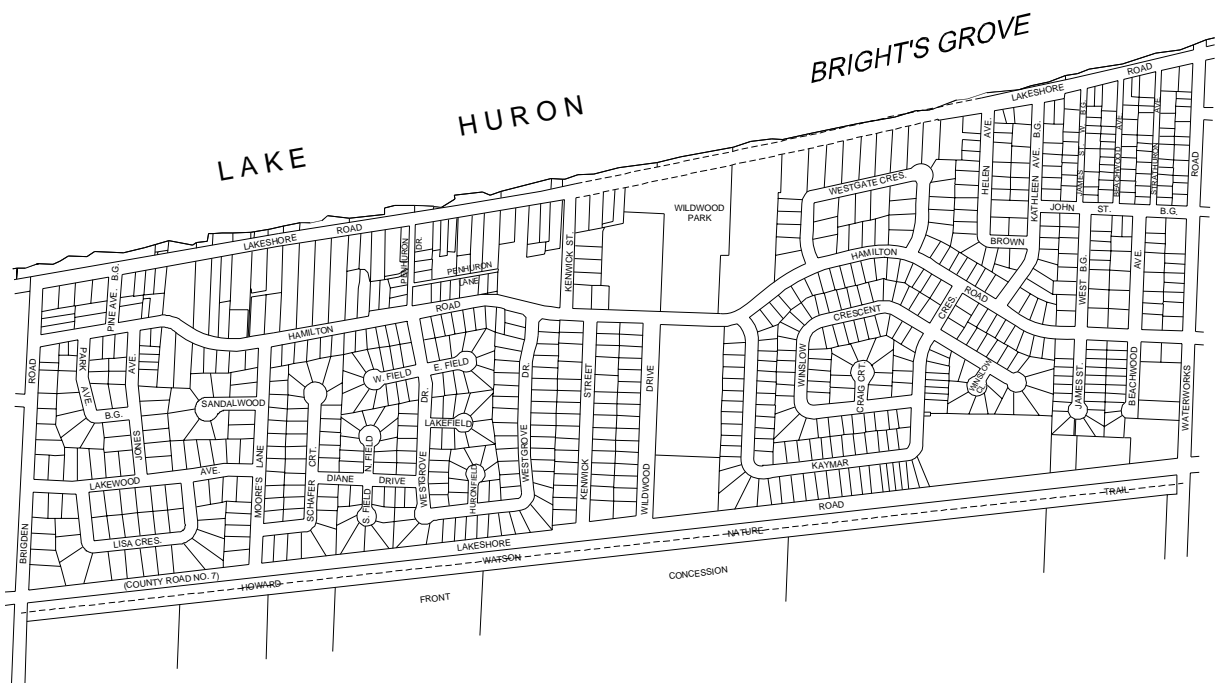 BRIGHT'S GROVE
LAKE HURON
LAKESHORE ROAD
LAKESHORE ROAD
WILDWOOD
PARK
WESTGATE CRES.
HELEN AVE.
KATHLEEN AVE. B.G.
JAMES ST. W B.G.
BEACHWOOD AVE
STRATHURON AVE
ROAD
JOHN ST. B.G.
BROWN
HAMILTON ROAD
WEST B.G.
AVE.
PINE AVE. B.G.
PENHURON DR.
PENHURON
LANE
KENWICK ST.
HAMILTON ROAD
CRESCENT
CRES
WINSLOW
CRAIG CRT.
WINSLOW
CL.
JAMES ST.
BEACHWOOD
WATERWORKS
ROAD
PARK AVE
B.G.
JONES AVE.
SANDALWOOD
W. FIELD
E. FIELD
LAKEFIELD
N. FIELD
S. FIELD
HURONFIELD
WESTGROVE DR.
WESTGROVE DR.
KENWICK STREET
WILDWOOD DRIVE
KAYMAR
LAKEWOOD AVE.
MOORE'S LANE
SCHAFER CRT.
DIANE DRIVE
LISA CRES.
BRIGDEN
(COUNTY ROAD NO. 7)
LAKESHORE ROAD
HOWARD WATSON NATURE TRAIL
FRONT CONCESSION